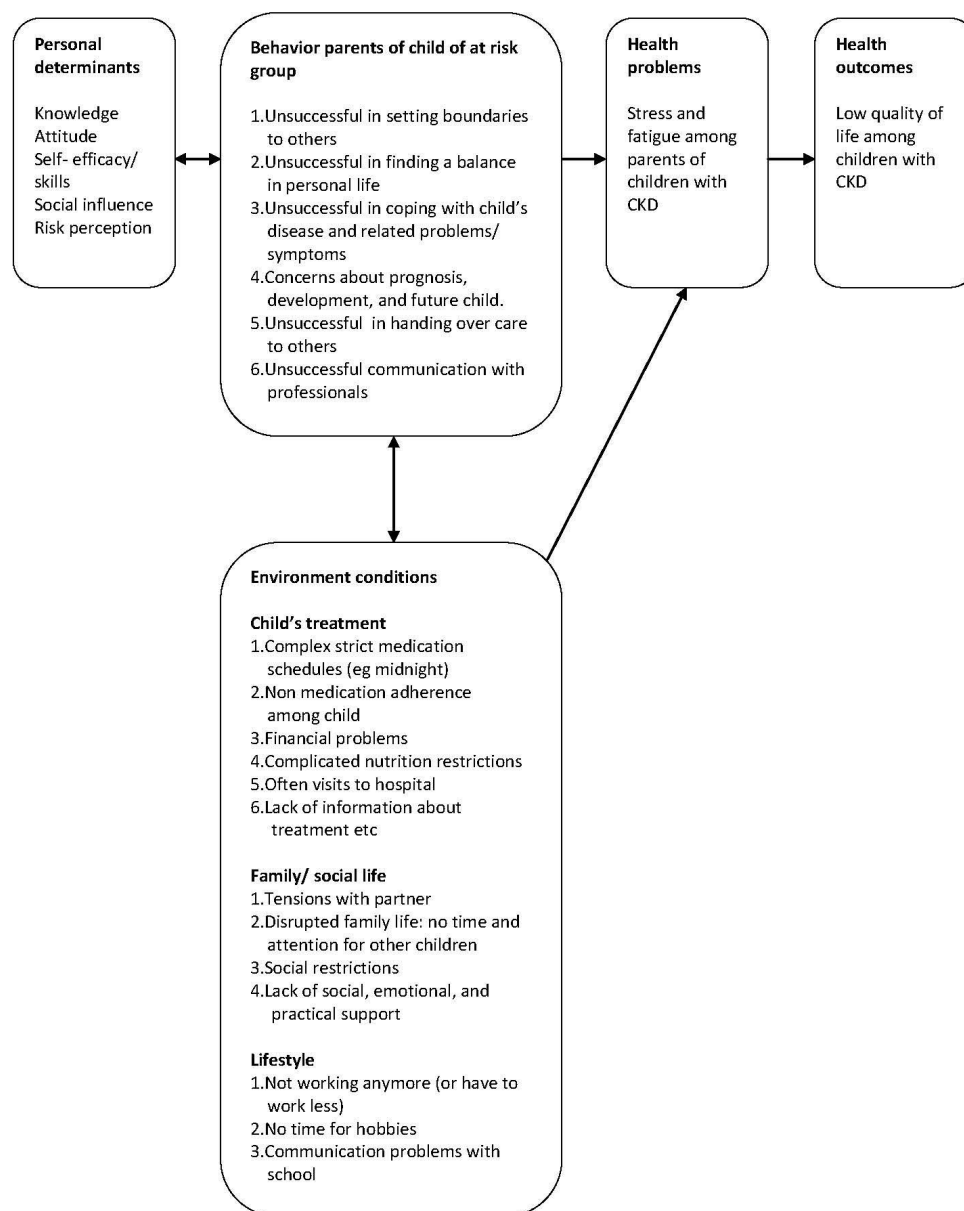 Personal
determinants
Knowledge
Attitude
Self- efficacy/
skills
Social influence
Risk perception
Behavior parents of child of at risk
group
1.Unsuccessful in setting boundaries
to others
2.Unsuccessful in finding a balance
in personal life
3.Unsuccessful in coping with child’s
disease and related problems/
symptoms
4.Concerns about prognosis,
development, and future child.
5.Unsuccessful in handing over care
to others
6.Unsuccessful communication with
professionals
Health
problems
Stress and
fatigue among
parents of
children with
CKD
Health
outcomes
Low quality of
life among
children with
CKD
Environment conditions
Child’s treatment
1.Complex strict medication
schedules (eg midnight)
2.Non medication adherence
among child
3.Financial problems
4.Complicated nutrition restrictions
5.Often visits to hospital
6.Lack of information about
treatment etc
Family/ social life
1.Tensions with partner
2.Disrupted family life: no time and
attention for other children
3.Social restrictions
4.Lack of social, emotional, and
practical support
Lifestyle
1.Not working anymore (or have to
work less)
2.No time for hobbies
3.Communication problems with
school